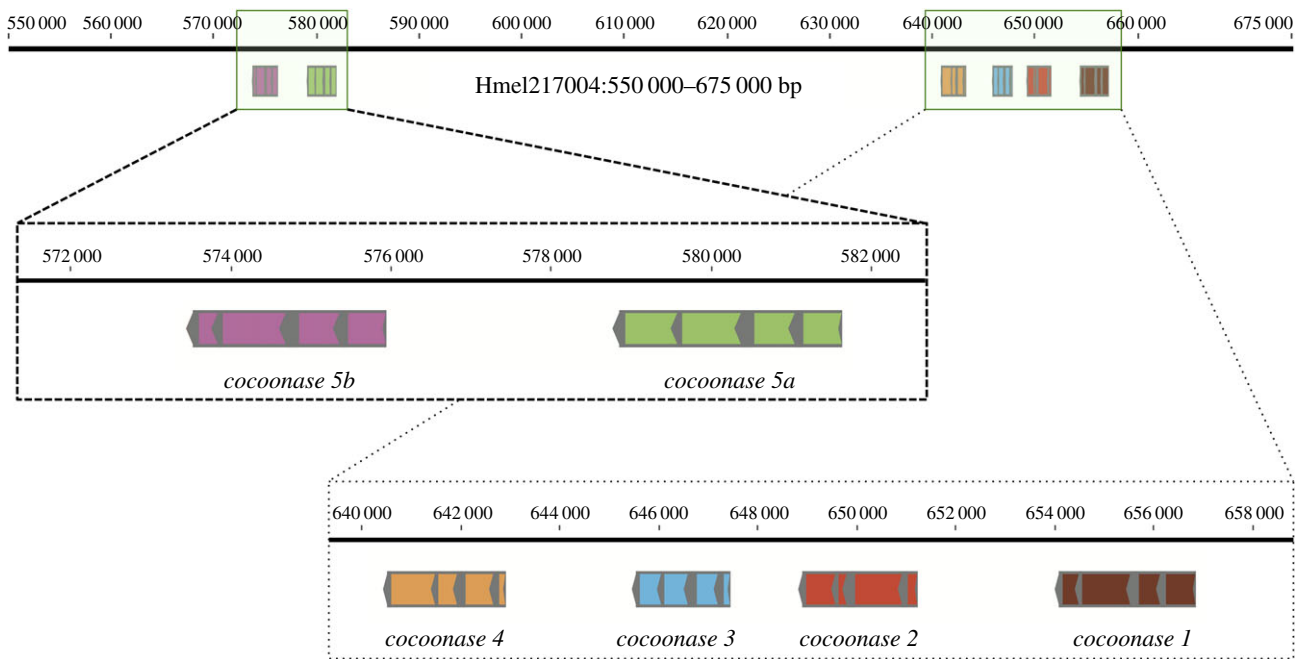 550 000 560 000 570 000 580 000 590 000 600 000 610 000 620 000 630 000 640 000 650 000 660 000 675 000
Hmel217004:550 000–675 000 bp
572 000 574 000 576 000 578 000 580 000 582 000
cocoonase 5b cocoonase 5a
640 000 642 000 644 000 646 000 648 000 650 000 652 000 654 000 656 000 658 000
cocoonase 4 cocoonase 3 cocoonase 2 cocoonase 1